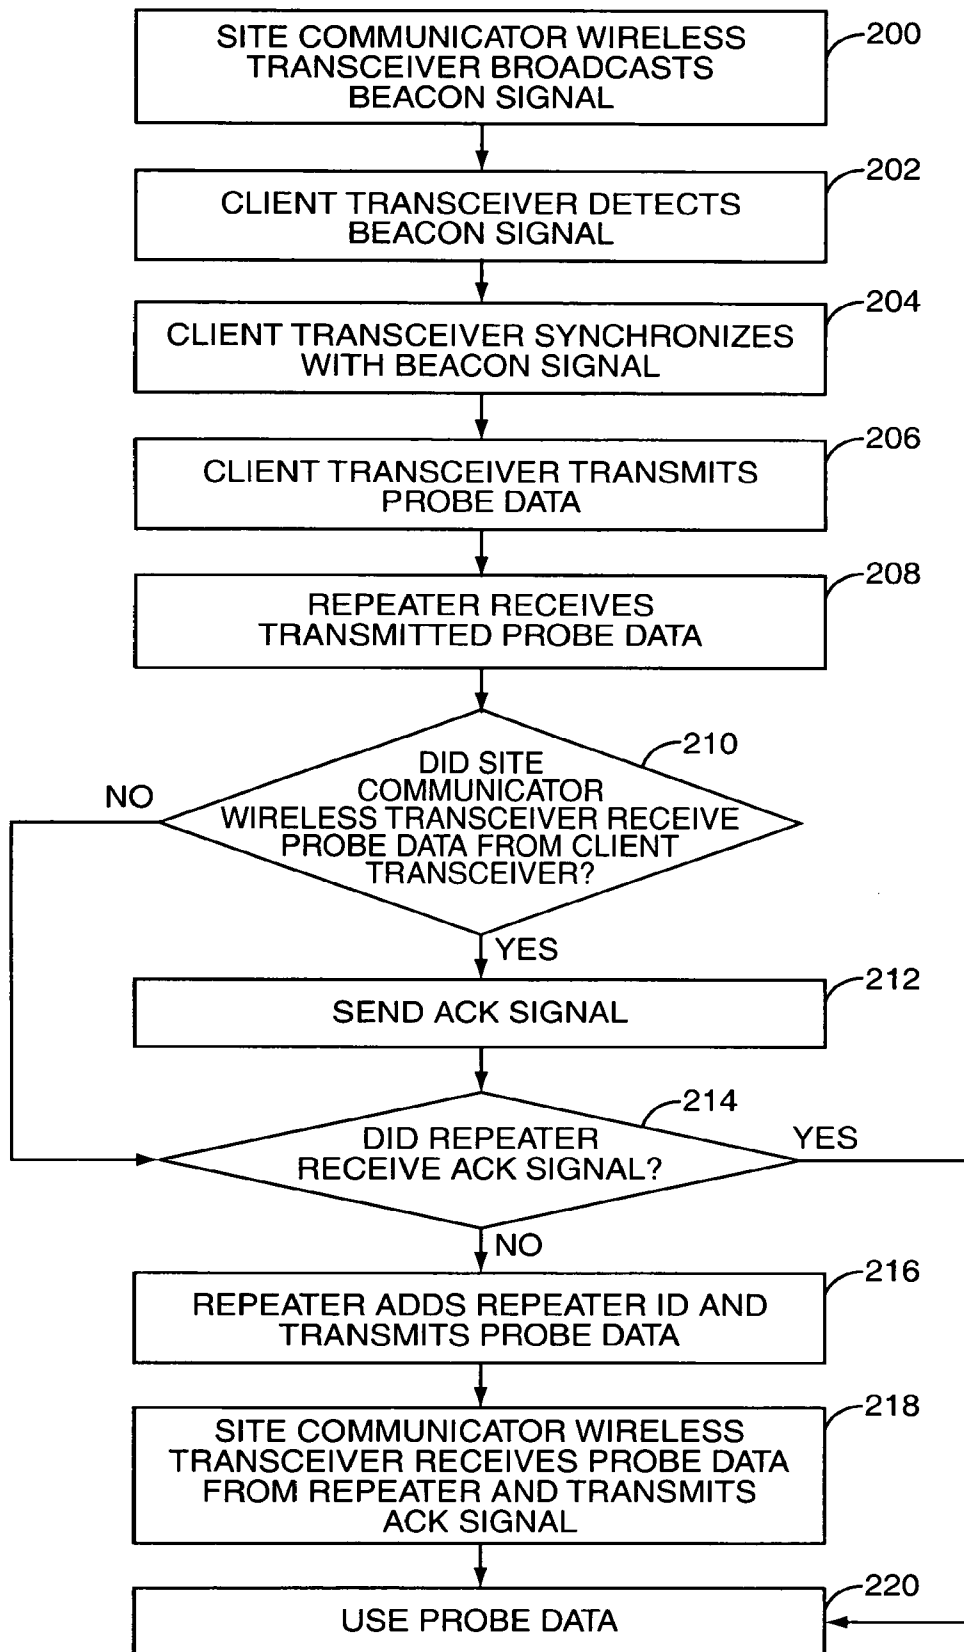 SITE COMMUNICATOR WIRELESS
TRANSCEIVER BROADCASTS
BEACON SIGNAL
200
CLIENT TRANSCEIVER DETECTS
BEACON SIGNAL
202
CLIENT TRANSCEIVER SYNCHRONIZES
WITH BEACON SIGNAL
204
CLIENT TRANSCEIVER TRANSMITS
PROBE DATA
206
REPEATER RECEIVES
TRANSMITTED PROBE DATA
208
DID SITE
COMMUNICATOR
WIRELESS TRANSCEIVER RECEIVE
PROBE DATA FROM CLIENT
TRANSCEIVER?
210
NO
YES
SEND ACK SIGNAL
212
DID REPEATER
RECEIVE ACK SIGNAL?
214
YES
NO
REPEATER ADDS REPEATER ID AND
TRANSMITS PROBE DATA
216
SITE COMMUNICATOR WIRELESS
TRANSCEIVER RECEIVES PROBE DATA
FROM REPEATER AND TRANSMITS
ACK SIGNAL
218
USE PROBE DATA
220